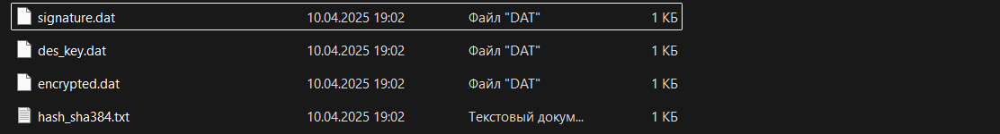 signature.dat 10.04.2025 19:02 Файл "DAT" 1 КБ
des_key.dat 10.04.2025 19:02 Файл "DAT" 1 КБ
encrypted.dat 10.04.2025 19:02 Файл "DAT" 1 КБ
hash_sha384.txt 10.04.2025 19:02 Текстовый докум... 1 КБ